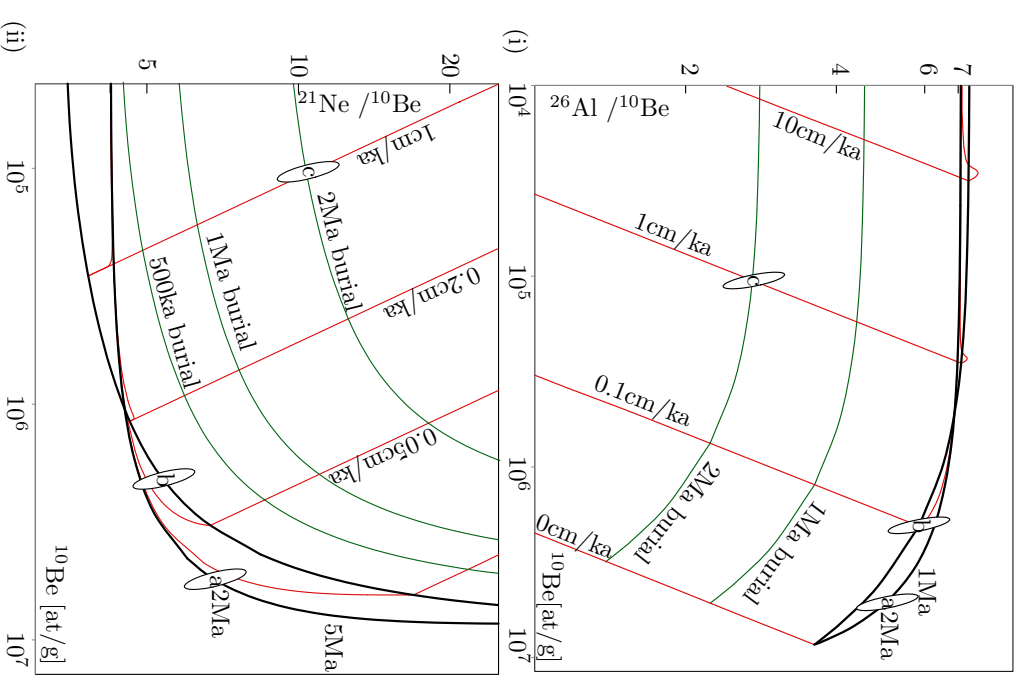 (i)
²⁶Al /¹⁰Be
7
6
4
2
10⁴
10⁵
10⁶
10⁷
¹⁰Be[at/g]
10cm/ka
1cm/ka
0.1cm/ka
0cm/ka
1Ma burial
2Ma burial
1Ma
2Ma
a
b
c
(ii)
²¹Ne /¹⁰Be
20
10
5
10⁵
10⁶
10⁷
¹⁰Be [at/g]
1cm/ka
0.2cm/ka
0.05cm/ka
2Ma burial
1Ma burial
500ka burial
2Ma
5Ma
a
b
c